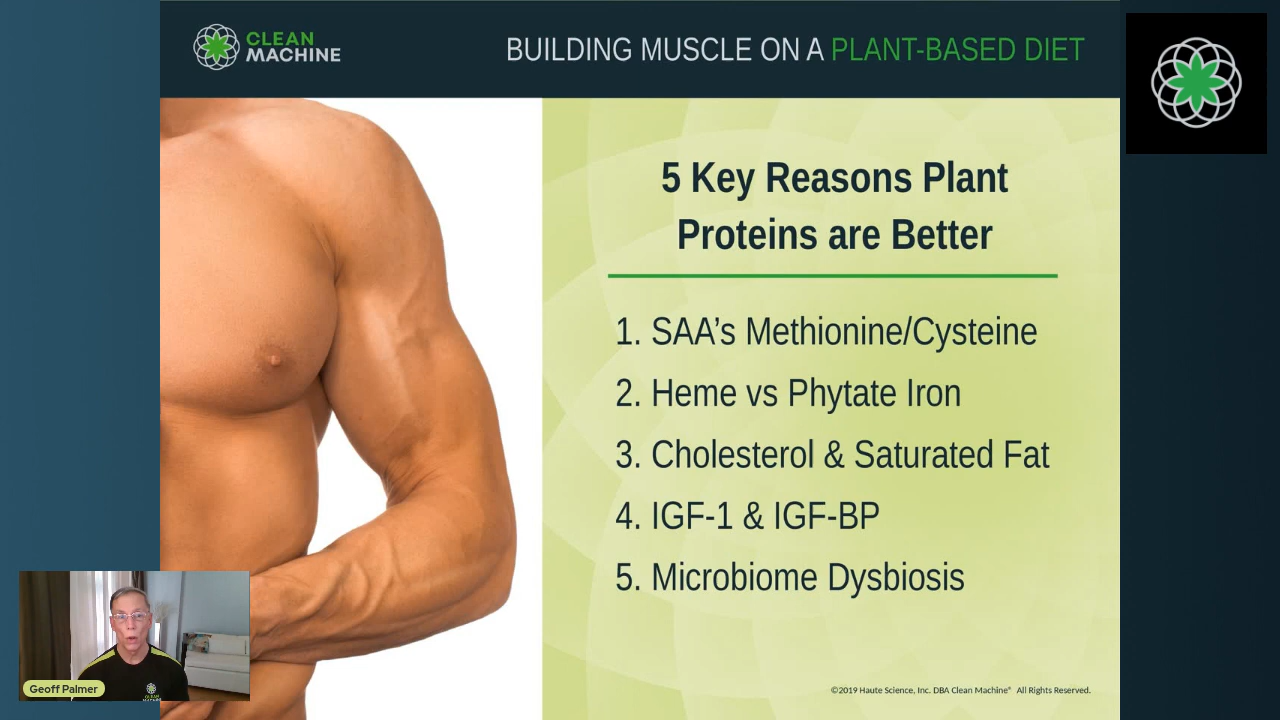 CLEAN
MACHINE
BUILDING MUSCLE ON A PLANT-BASED DIET
5 Key Reasons Plant
Proteins are Better
1. SAA’s Methionine/Cysteine
2. Heme vs Phytate Iron
3. Cholesterol & Saturated Fat
4. IGF-1 & IGF-BP
5. Microbiome Dysbiosis
Geoff Palmer
CLEAN
©2019 Haute Science, Inc. DBA Clean Machine® All Rights Reserved.